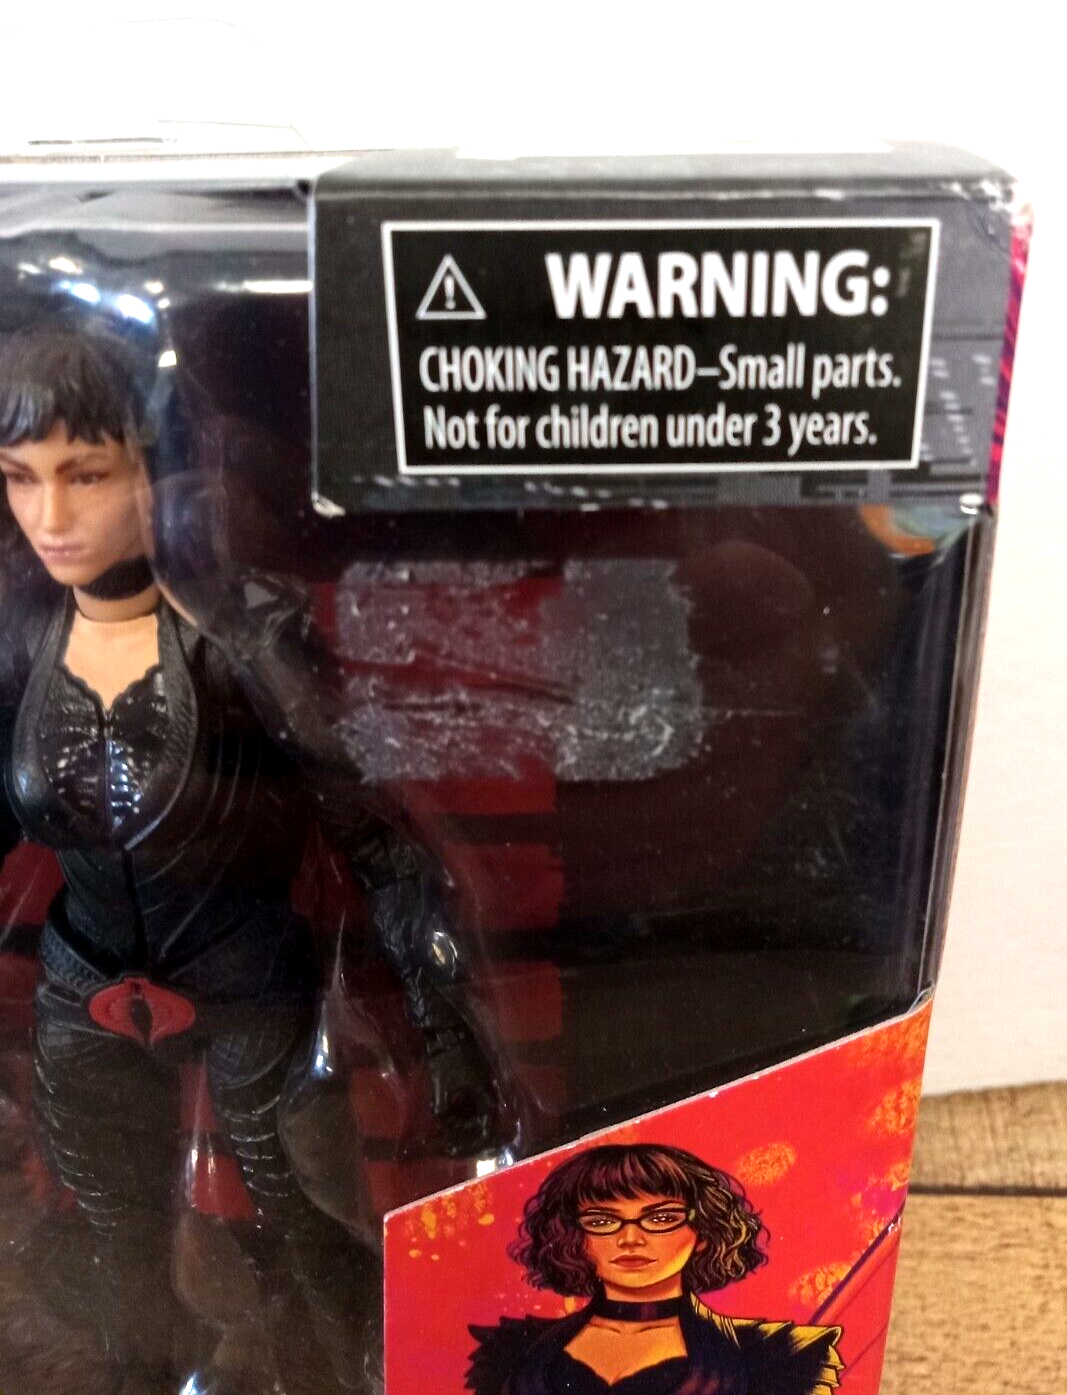 WARNING:
CHOKING HAZARD–Small parts.
Not for children under 3 years.